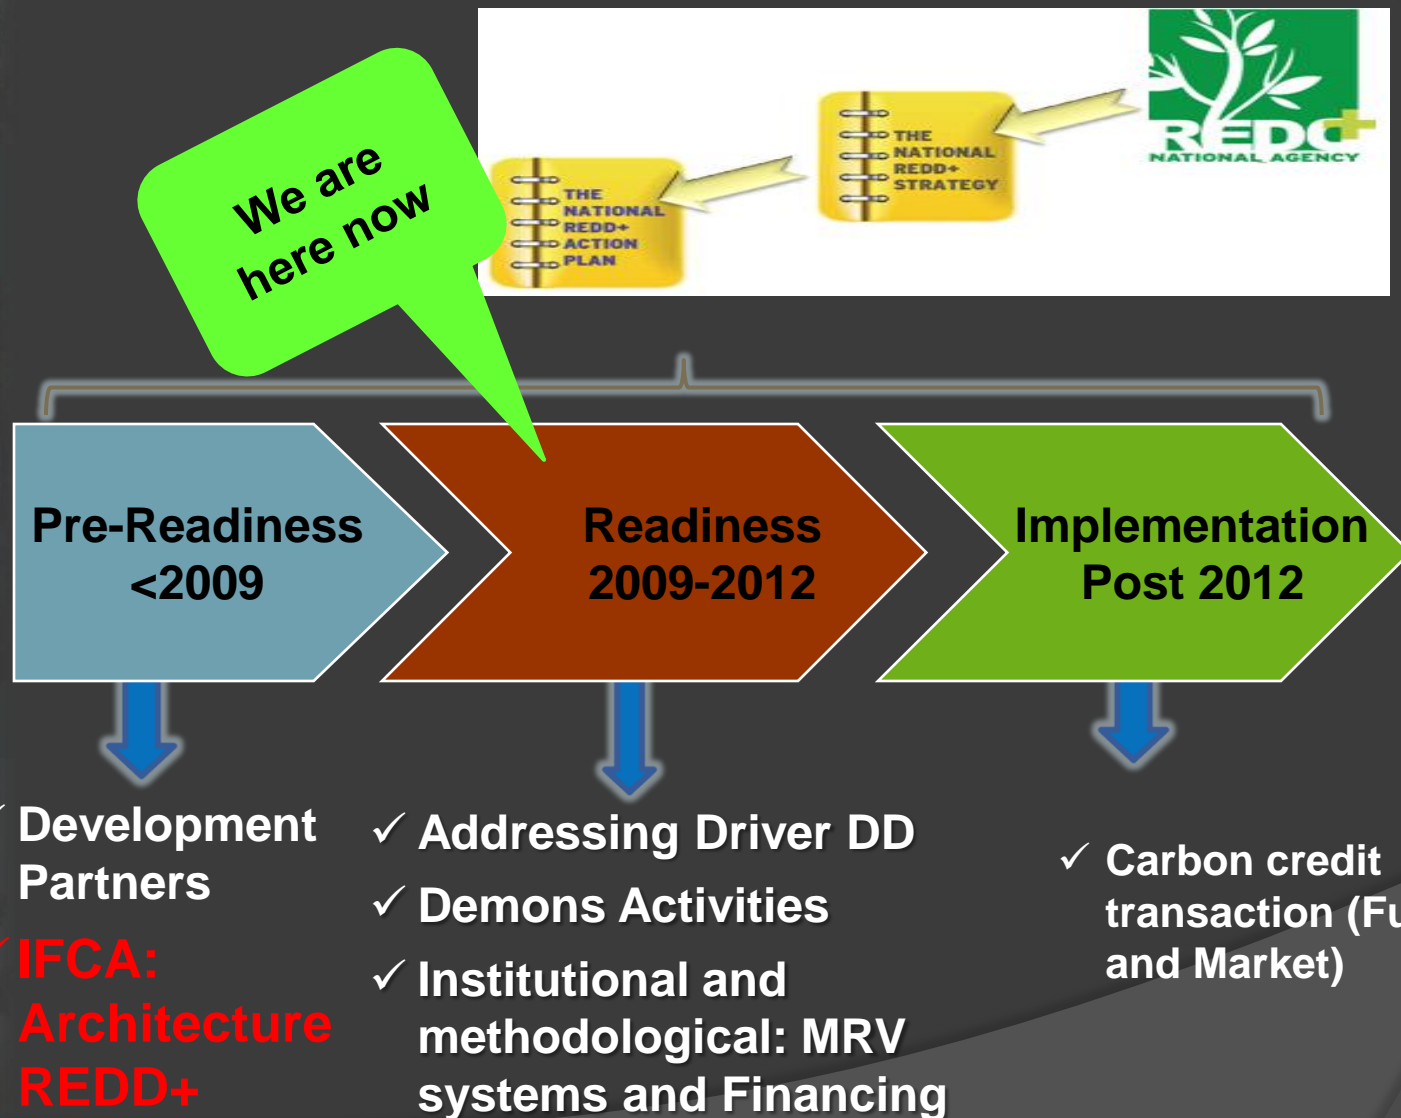 We are
here now
THE
NATIONAL
REDD+
ACTION
PLAN
THE
NATIONAL
REDD+
STRATEGY
REDD+
NATIONAL AGENCY
Pre-Readiness
<2009
Readiness
2009-2012
Implementation
Post 2012
✓ Development
Partners
✓ IFCA:
Architecture
REDD+
✓ Addressing Driver DD
✓ Demons Activities
✓ Institutional and
methodological: MRV
systems and Financing
✓ Carbon credit
transaction
and Market)